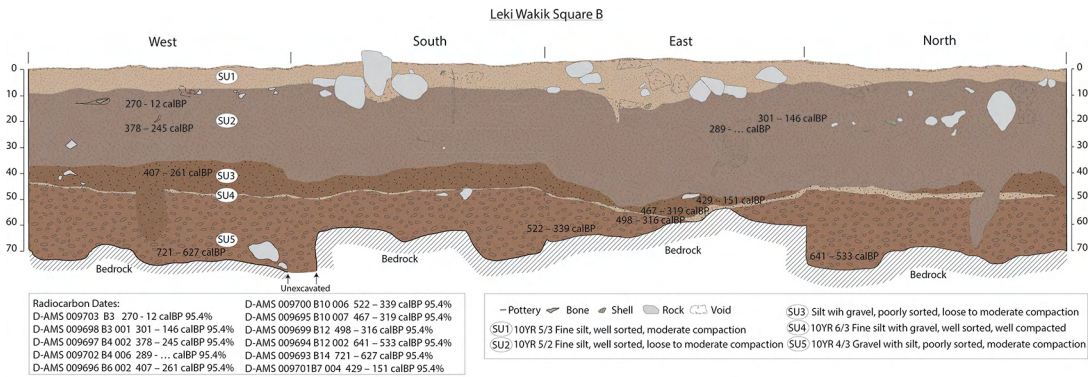 Leki Wakik Square B
West South East North
0 0
10 10
20 20
30 30
40 40
50 50
60 60
70 70
SU1
SU2
SU3
SU4
SU5
270 - 12 calBP
378 - 245 calBP
407 - 261 calBP
721 - 627 calBP
301 - 146 calBP
289 - ... calBP
429 - 151 calBP
467 - 319 calBP
498 - 316 calBP
522 - 339 calBP
641 - 533 calBP
Bedrock
Bedrock
Bedrock
Bedrock
Unexcavated
Radiocarbon Dates:
D-AMS 009703 B3 270 - 12 calBP 95.4%
D-AMS 009698 B3 001 301 – 146 calBP 95.4%
D-AMS 009697 B4 002 378 – 245 calBP 95.4%
D-AMS 009702 B4 006 289 - ... calBP 95.4%
D-AMS 009696 B6 002 407 – 261 calBP 95.4%
D-AMS 009700 B10 006 522 – 339 calBP 95.4%
D-AMS 009695 B10 007 467 – 319 calBP 95.4%
D-AMS 009699 B12 498 – 316 calBP 95.4%
D-AMS 009694 B12 002 641 – 533 calBP 95.4%
D-AMS 009693 B14 721 – 627 calBP 95.4%
D-AMS 009701B7 004 429 – 151 calBP 95.4%
Pottery Bone Shell Rock Void
SU1 10YR 5/3 Fine silt, well sorted, moderate compaction
SU2 10YR 5/2 Fine silt, well sorted, loose to moderate compaction
SU3 Silt wih gravel, poorly sorted, loose to moderate compaction
SU4 10YR 6/3 Fine silt with gravel, well sorted, well compacted
SU5 10YR 4/3 Gravel with silt, poorly sorted, moderate compaction